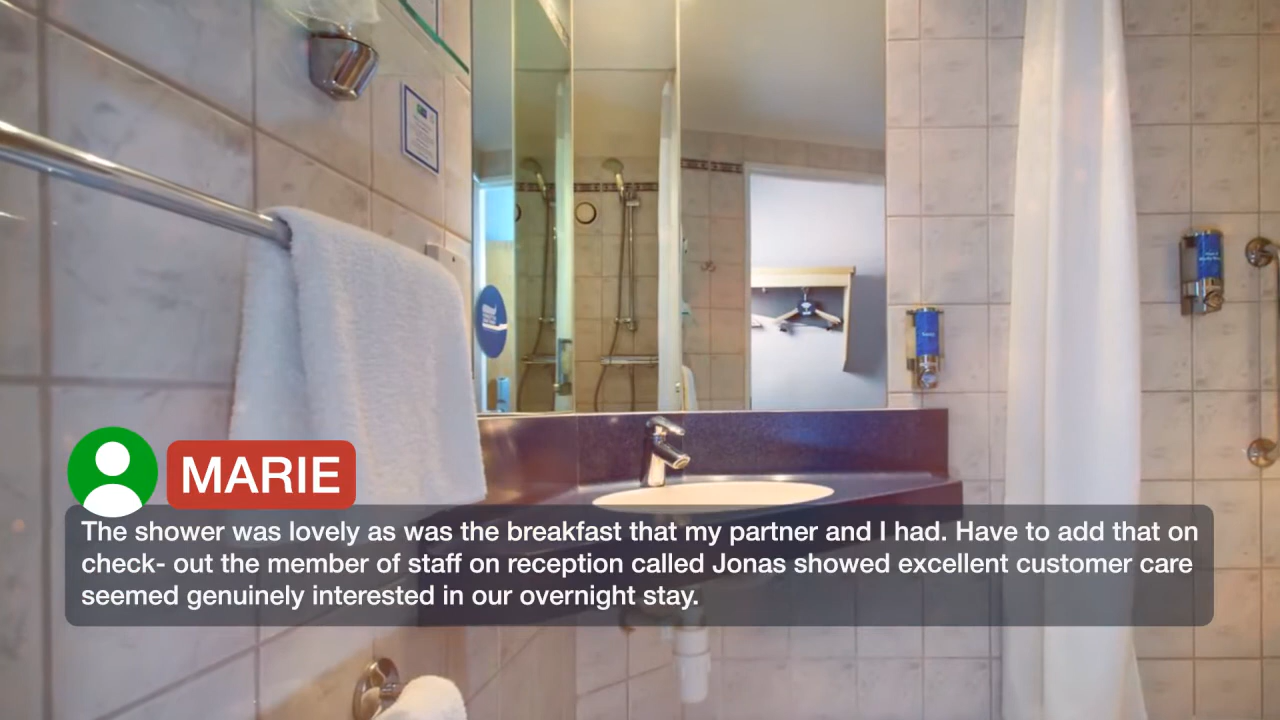 MARIE
The shower was lovely as was the breakfast that my partner and I had. Have to add that on
check- out the member of staff on reception called Jonas showed excellent customer care
seemed genuinely interested in our overnight stay.